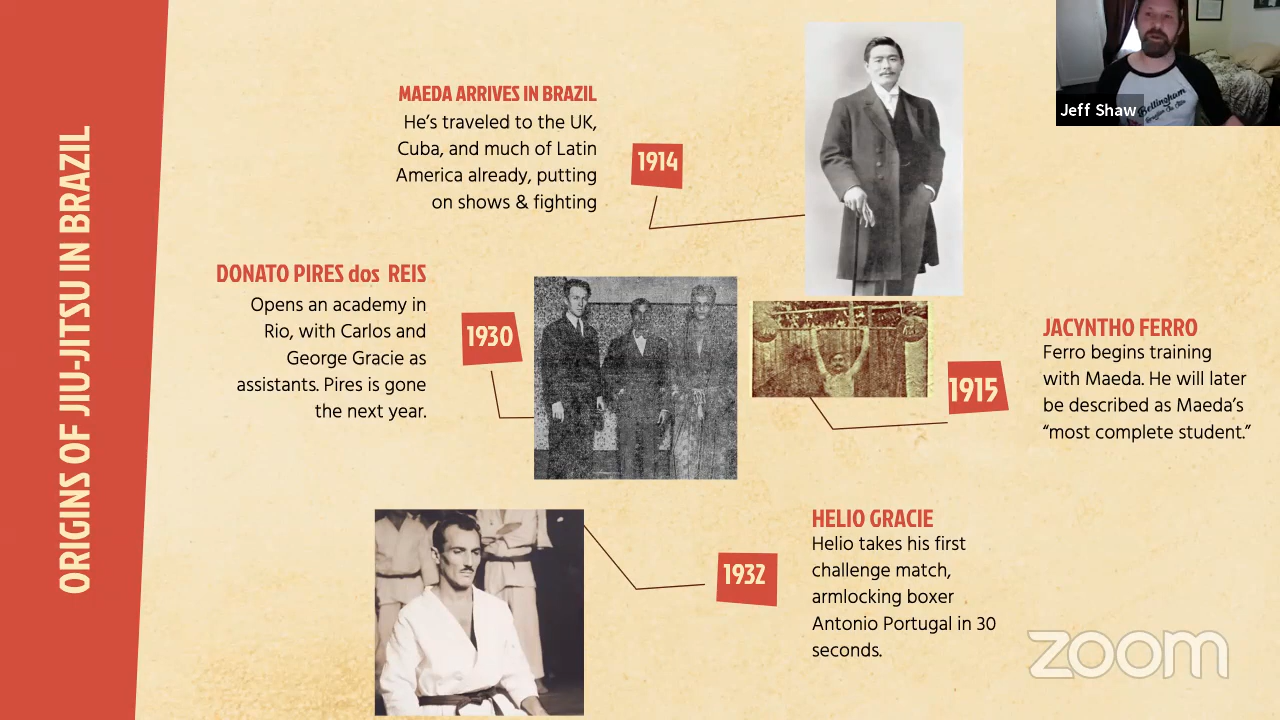 ORIGINS OF JIU-JITSU IN BRAZIL
MAEDA ARRIVES IN BRAZIL
He's traveled to the UK,
Cuba, and much of Latin
America already, putting
on shows & fighting
1914
Jeff Shaw
Bellingham
DONATO PIRES dos REIS
Opens an academy in
Rio, with Carlos and
George Gracie as
assistants. Pires is gone
the next year.
1930
1915
JACYNTHO FERRO
Ferro begins training
with Maeda. He will later
be described as Maeda's
“most complete student.”
1932
HELIO GRACIE
Helio takes his first
challenge match,
armlocking boxer
Antonio Portugal in 30
seconds.
zoom